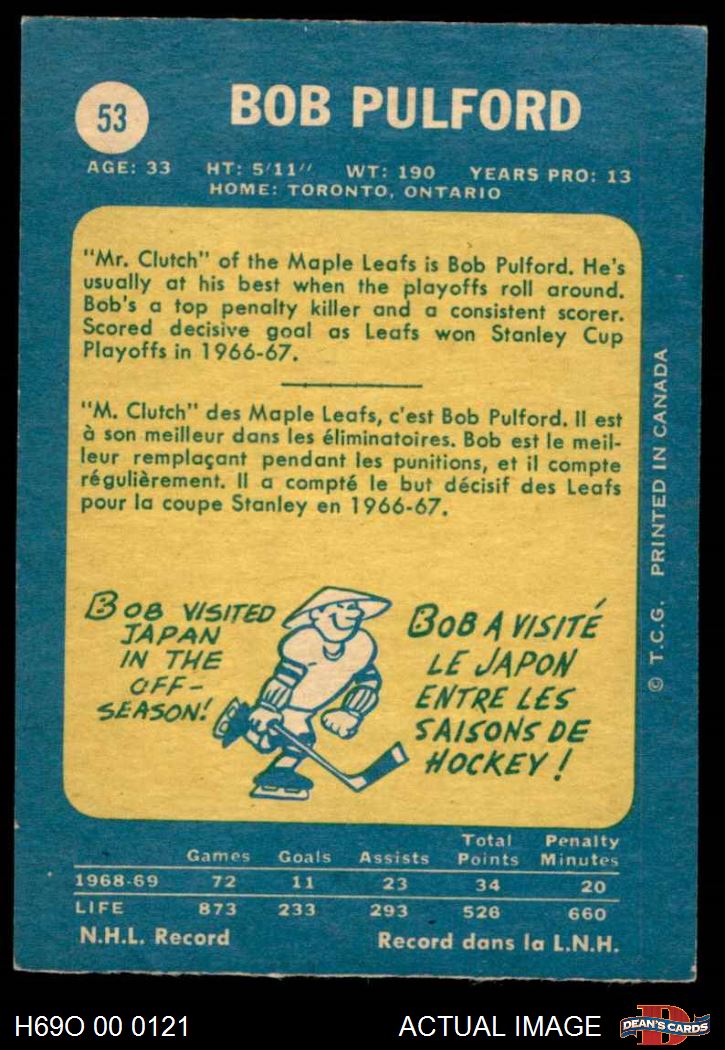 53
BOB PULFORD
AGE: 33 HT: 5'11" WT: 190 YEARS PRO: 13
HOME: TORONTO, ONTARIO
"Mr. Clutch" of the Maple Leafs is Bob Pulford. He's
usually at his best when the playoffs roll around.
Bob's a top penalty killer and a consistent scorer.
Scored decisive goal as Leafs won Stanley Cup
Playoffs in 1966-67.
"M. Clutch" des Maple Leafs, c'est Bob Pulford. Il est
à son meilleur dans les éliminatoires. Bob est le meil-
leur remplaçant pendant les punitions, et il compte
régulièrement. Il a compté le but décisif des Leafs
pour la coupe Stanley en 1966-67.
BOB VISITED
JAPAN
IN THE
OFF-
SEASON!
BOB A VISITÉ
LE JAPON
ENTRE LES
SAISONS DE
HOCKEY!
© T.C.G. PRINTED IN CANADA
Games Goals Assists Total Points Penalty Minutes
1968-69 72 11 23 34 20
LIFE 873 233 293 526 660
N.H.L. Record Record dans la L.N.H.
H69O 00 0121 ACTUAL IMAGE
D
DEAN'S CARDS